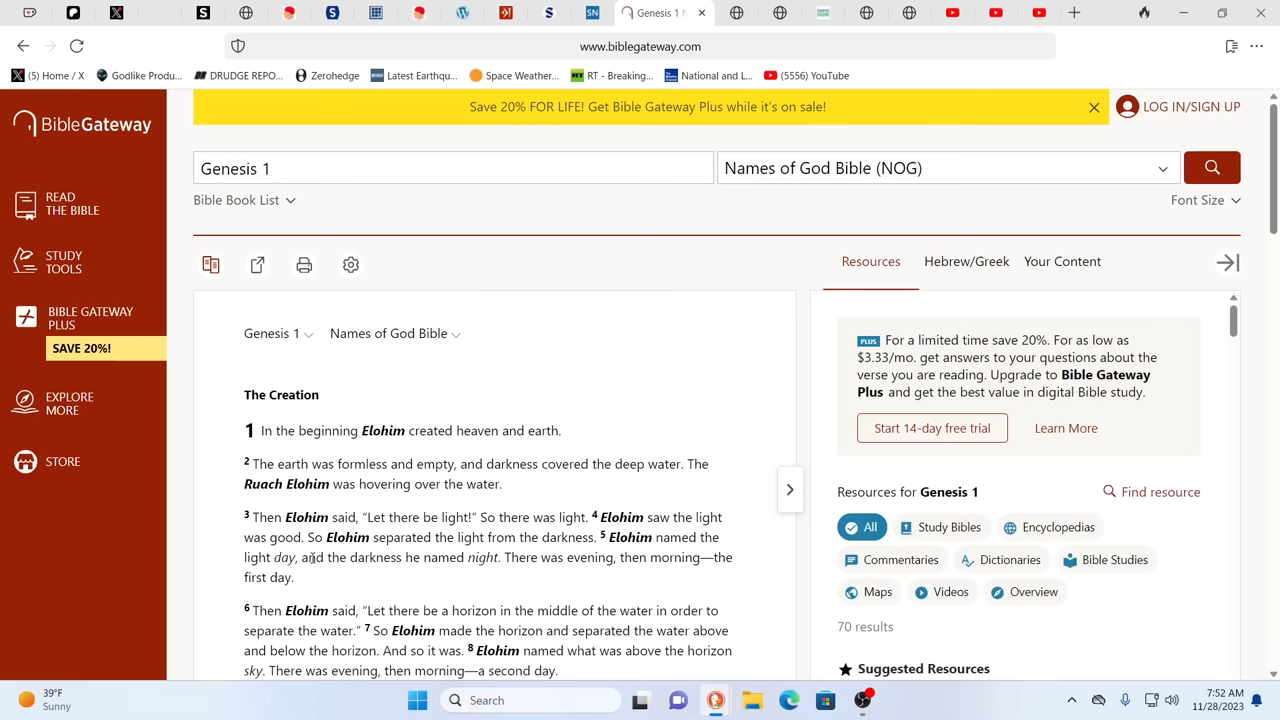 Genesis 1 N
www.biblegateway.com
(5) Home / X
Godlike Produ...
DRUDGE REPO...
Zerohedge
Latest Earthqu...
Space Weather...
RT - Breaking...
National and L...
(5556) YouTube
BibleGateway
Save 20% FOR LIFE! Get Bible Gateway Plus while it's on sale!
LOG IN/SIGN UP
Genesis 1
Names of God Bible (NOG)
Bible Book List
Font Size
READ
THE BIBLE
STUDY
TOOLS
BIBLE GATEWAY
PLUS
SAVE 20%!
EXPLORE
MORE
STORE
Resources
Hebrew/Greek
Your Content
Genesis 1
Names of God Bible
The Creation
1 In the beginning Elohim created heaven and earth.
2 The earth was formless and empty, and darkness covered the deep water. The
Ruach Elohim was hovering over the water.
3 Then Elohim said, “Let there be light!” So there was light. 4 Elohim saw the light
was good. So Elohim separated the light from the darkness. 5 Elohim named the
light day, and the darkness he named night. There was evening, then morning—the
first day.
6 Then Elohim said, “Let there be a horizon in the middle of the water in order to
separate the water.” 7 So Elohim made the horizon and separated the water above
and below the horizon. And so it was. 8 Elohim named what was above the horizon
sky. There was evening, then morning—a second day.
PLUS For a limited time save 20%. For as low as
$3.33/mo. get answers to your questions about the
verse you are reading. Upgrade to Bible Gateway
Plus and get the best value in digital Bible study.
Start 14-day free trial
Learn More
Resources for Genesis 1
Find resource
All
Study Bibles
Encyclopedias
Commentaries
Dictionaries
Bible Studies
Maps
Videos
Overview
70 results
Suggested Resources
39°F
Sunny
Search
7:52 AM
11/28/2023